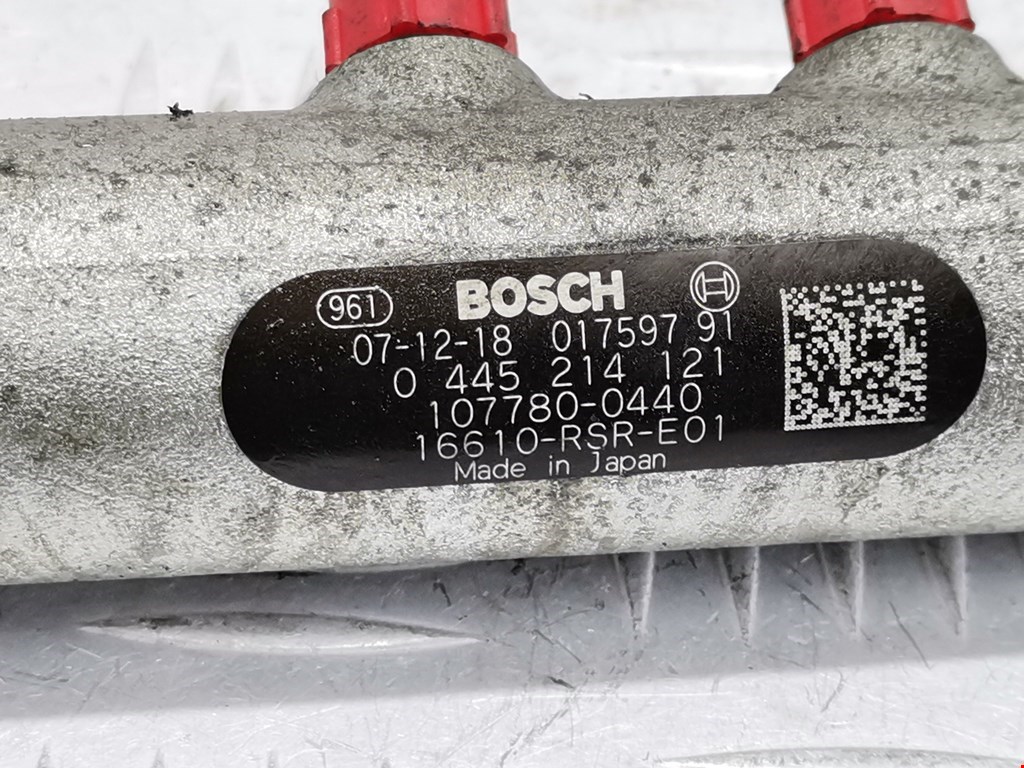 961 BOSCH
07-12-18 017597 91
0 445 214 121
107780-0440
16610-RSR-E01
Made in Japan